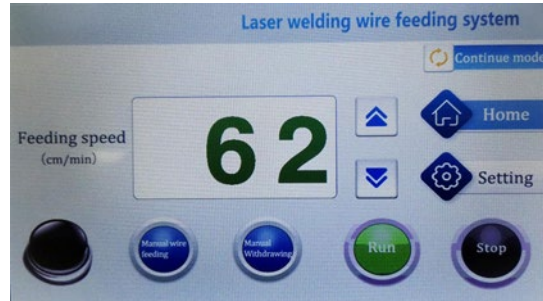 Laser welding wire feeding system
Continue mode
Feeding speed
(cm/min)
62
Home
Setting
Manual wire
feeding
Manual
Withdrawing
Run
Stop